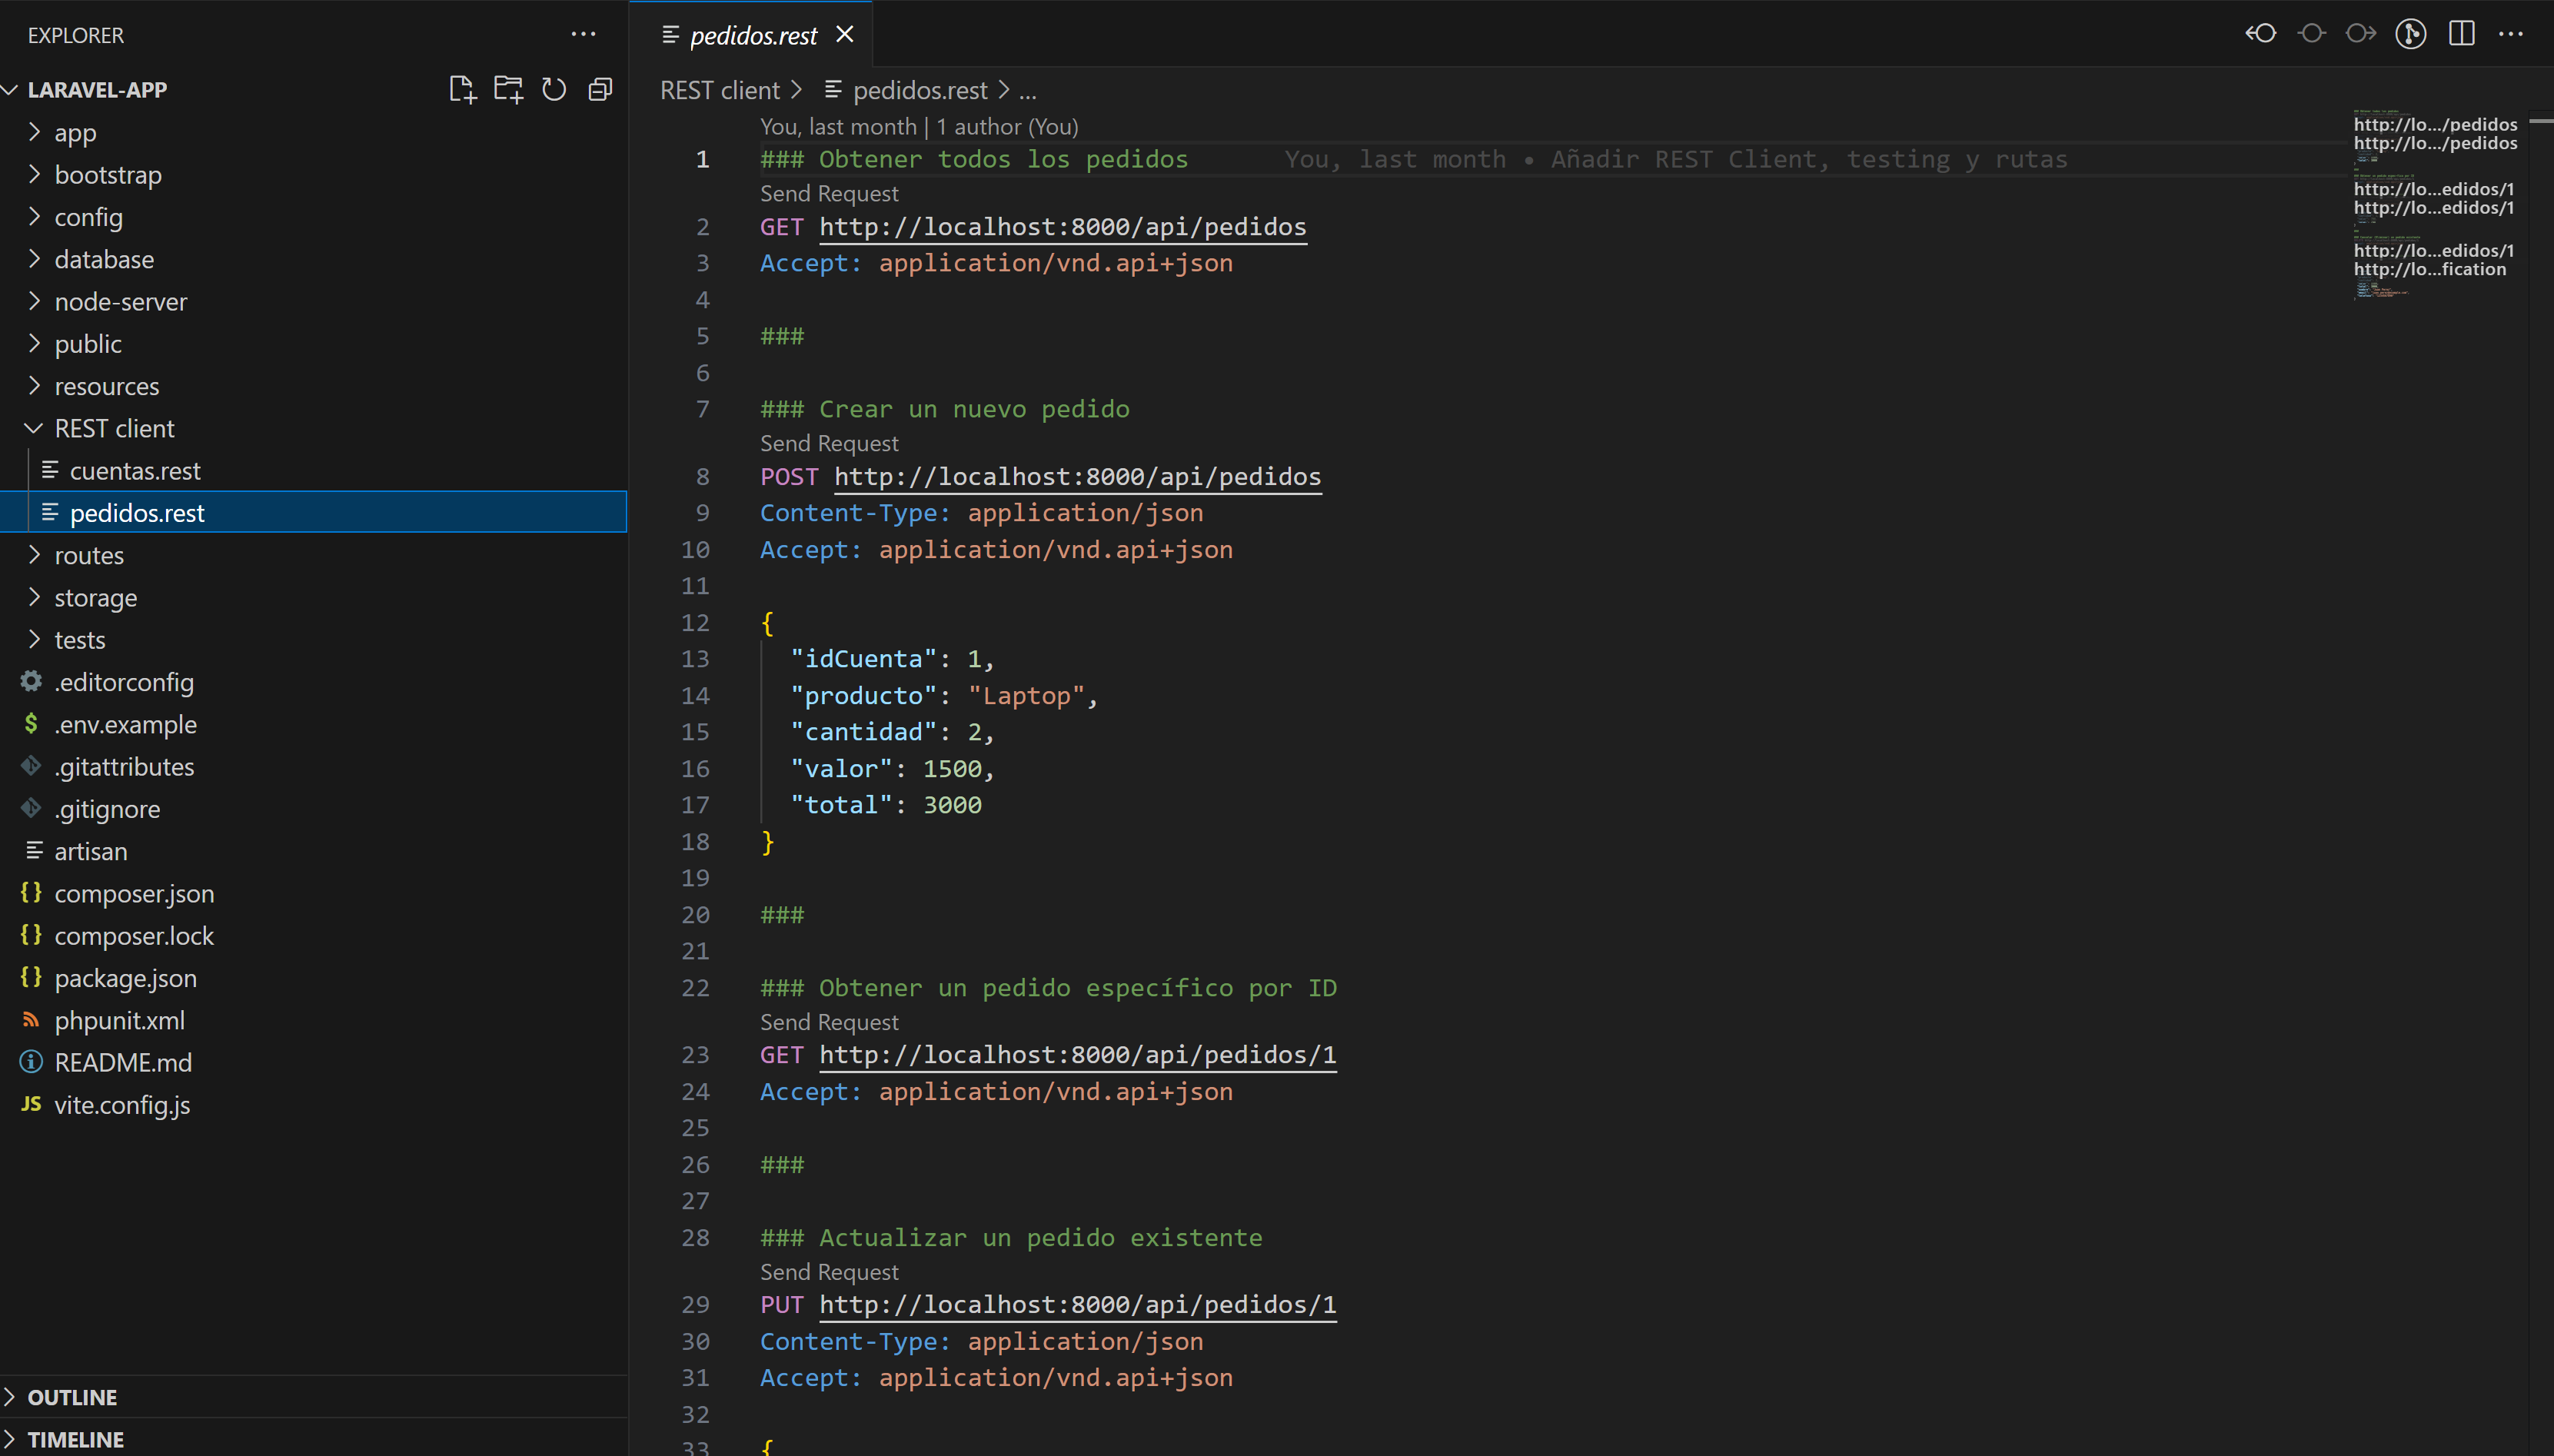 EXPLORER
LARAVEL-APP
app
bootstrap
config
database
node-server
public
resources
REST client
cuentas.rest
pedidos.rest
routes
storage
tests
.editorconfig
.env.example
.gitattributes
.gitignore
artisan
composer.json
composer.lock
package.json
phpunit.xml
README.md
JS vite.config.js
OUTLINE
TIMELINE
pedidos.rest
REST client > pedidos.rest > ...
You, last month | 1 author (You)
1 ### Obtener todos los pedidos You, last month • Añadir REST Client, testing y rutas
Send Request
2 GET http://localhost:8000/api/pedidos
3 Accept: application/vnd.api+json
4
5 ###
6
7 ### Crear un nuevo pedido
Send Request
8 POST http://localhost:8000/api/pedidos
9 Content-Type: application/json
10 Accept: application/vnd.api+json
11
12 {
13 "idCuenta": 1,
14 "producto": "Laptop",
15 "cantidad": 2,
16 "valor": 1500,
17 "total": 3000
18 }
19
20 ###
21
22 ### Obtener un pedido específico por ID
Send Request
23 GET http://localhost:8000/api/pedidos/1
24 Accept: application/vnd.api+json
25
26 ###
27
28 ### Actualizar un pedido existente
Send Request
29 PUT http://localhost:8000/api/pedidos/1
30 Content-Type: application/json
31 Accept: application/vnd.api+json
32
33 {
http://lo.../pedidos
http://lo.../pedidos
http://lo...edidos/1
http://lo...edidos/1
http://lo...edidos/1
http://lo...fication